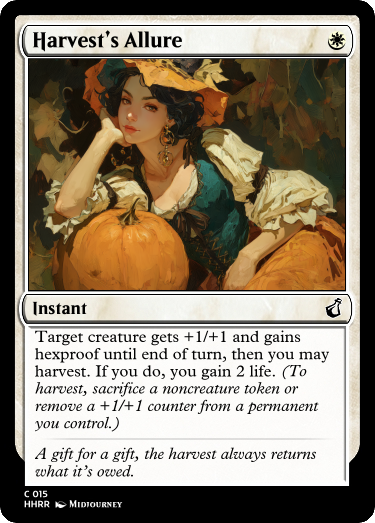 Harvest's Allure
Instant
Target creature gets +1/+1 and gains
hexproof until end of turn, then you may
harvest. If you do, you gain 2 life. (To
harvest, sacrifice a noncreature token or
remove a +1/+1 counter from a permanent
you control.)
A gift for a gift, the harvest always returns
what it's owed.
C 015
HHRR Midjourney